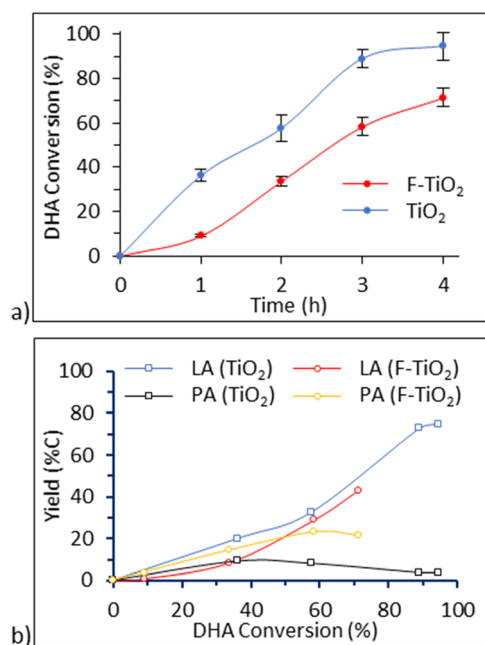 a)
DHA Conversion (%)
100
80
60
40
20
0
F-TiO₂
TiO₂
0 1 2 3 4
Time (h)
b)
LA (TiO₂) LA (F-TiO₂)
PA (TiO₂) PA (F-TiO₂)
Yield (%C)
100
80
60
40
20
0
0 20 40 60 80 100
DHA Conversion (%)